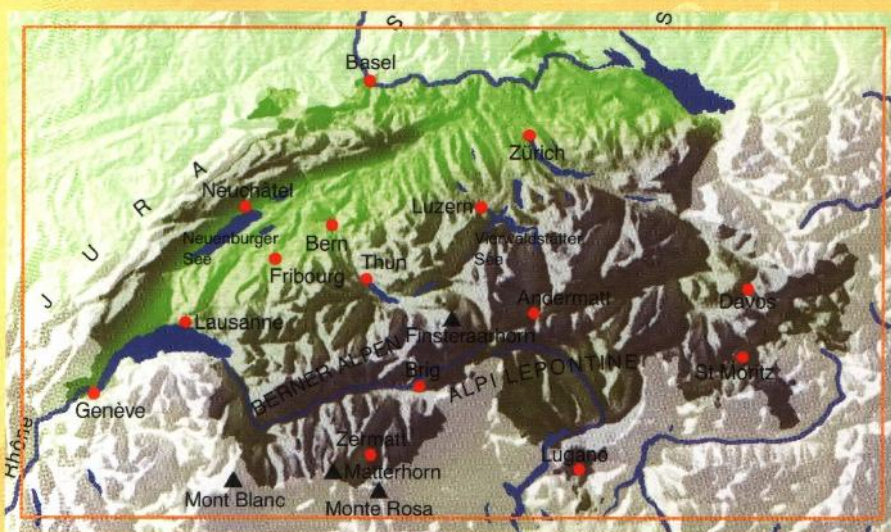 S
S
Basel
Zürich
J U R A
Neuchâtel
Luzern
Neuenburger
See
Bern
Vierwaldstätter
See
Fribourg
Thun
Andermatt
Davos
Lausanne
Finsteraarhorn
BERNER ALPEN
Brig
ALPI LEPONTINE
St Moritz
Genève
Rhône
Zermatt
Lugano
Matterhorn
Mont Blanc
Monte Rosa